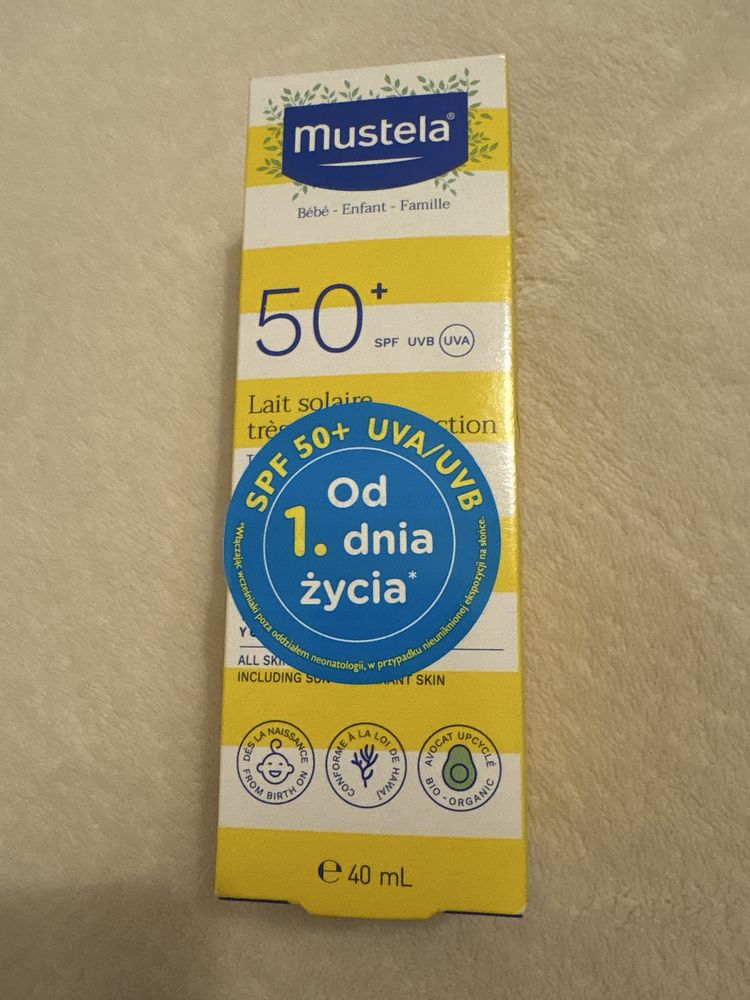 mustela®
Bébé - Enfant - Famille
50+
SPF UVB UVA
Lait solaire
SPF 50+ UVA/UVB
Od
1. dnia
życia*
*Włączając wcześniaki poza oddziałem neonatologii, w przypadku nieuniknionej ekspozycji na słońce.
ALL
INCLUDING SKIN
DÈS LA NAISSANCE
FROM BIRTH ON
CONFORME À LA LOI DE HAWAÏ
AVOCAT UPCYCLÉ
BIO - ORGANIC
℮ 40 mL